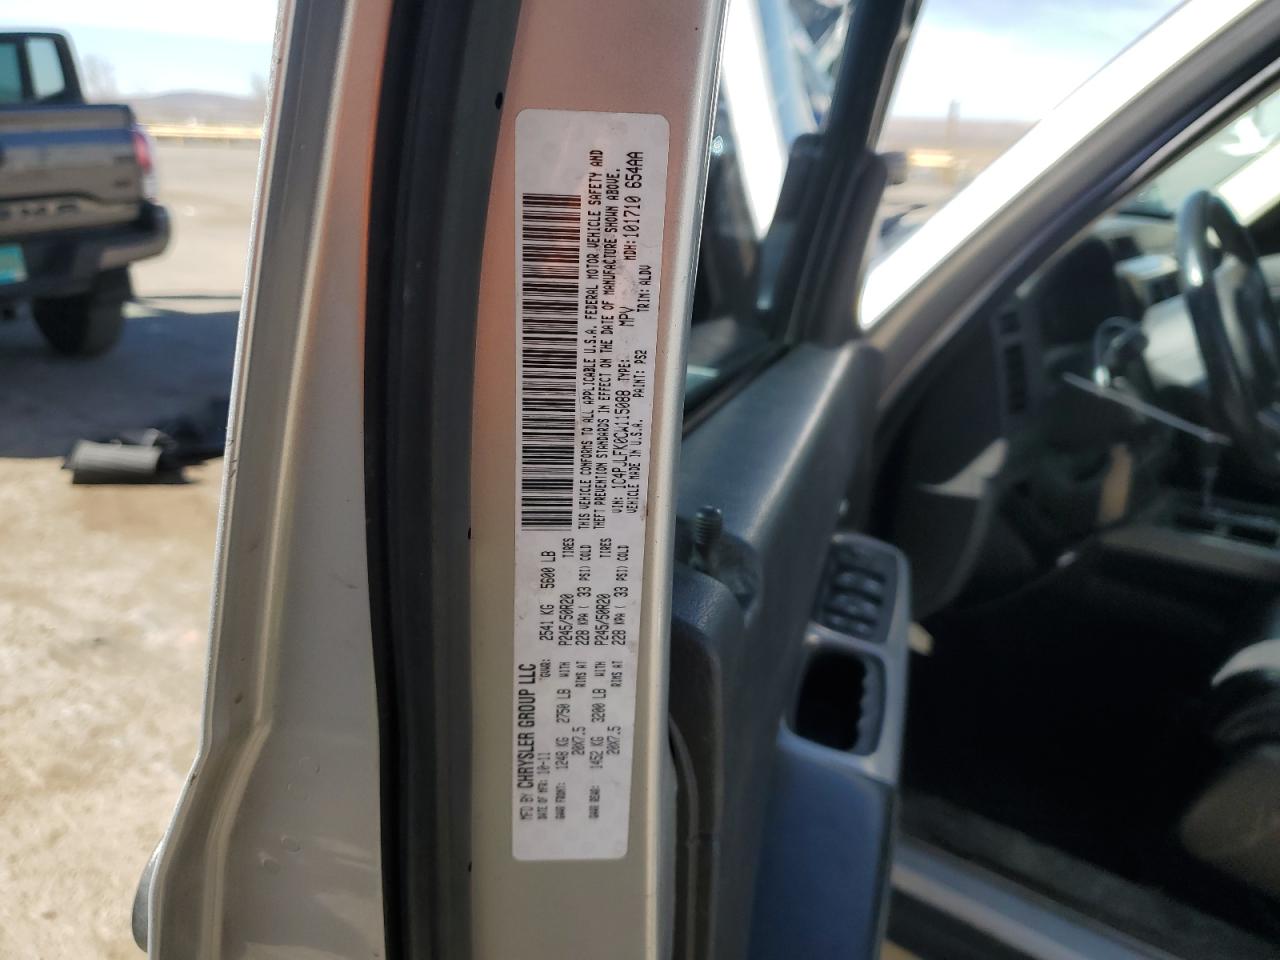 MFD BY CHRYSLER GROUP LLC
DATE OF MFR: 10-11 GVWR: 2541 KG 5600 LB
GAWR FRONT: 1248 KG 2750 LB WITH P245/50R20 TIRES
20X7.5 RIMS AT 228 KPA ( 33 PSI) COLD
GAWR REAR: 1452 KG 3200 LB WITH P245/50R20 TIRES
20X7.5 RIMS AT 228 KPA ( 33 PSI) COLD
THIS VEHICLE CONFORMS TO ALL APPLICABLE U.S.A. FEDERAL MOTOR VEHICLE SAFETY AND
THEFT PREVENTION STANDARDS IN EFFECT ON THE DATE OF MANUFACTURE SHOWN ABOVE.
VIN: 1C4PJLFK0CW115088 TYPE: MPV MDH:101710 654AA
VEHICLE MADE IN U.S.A. PAINT: PS2 TRIM: ALDV